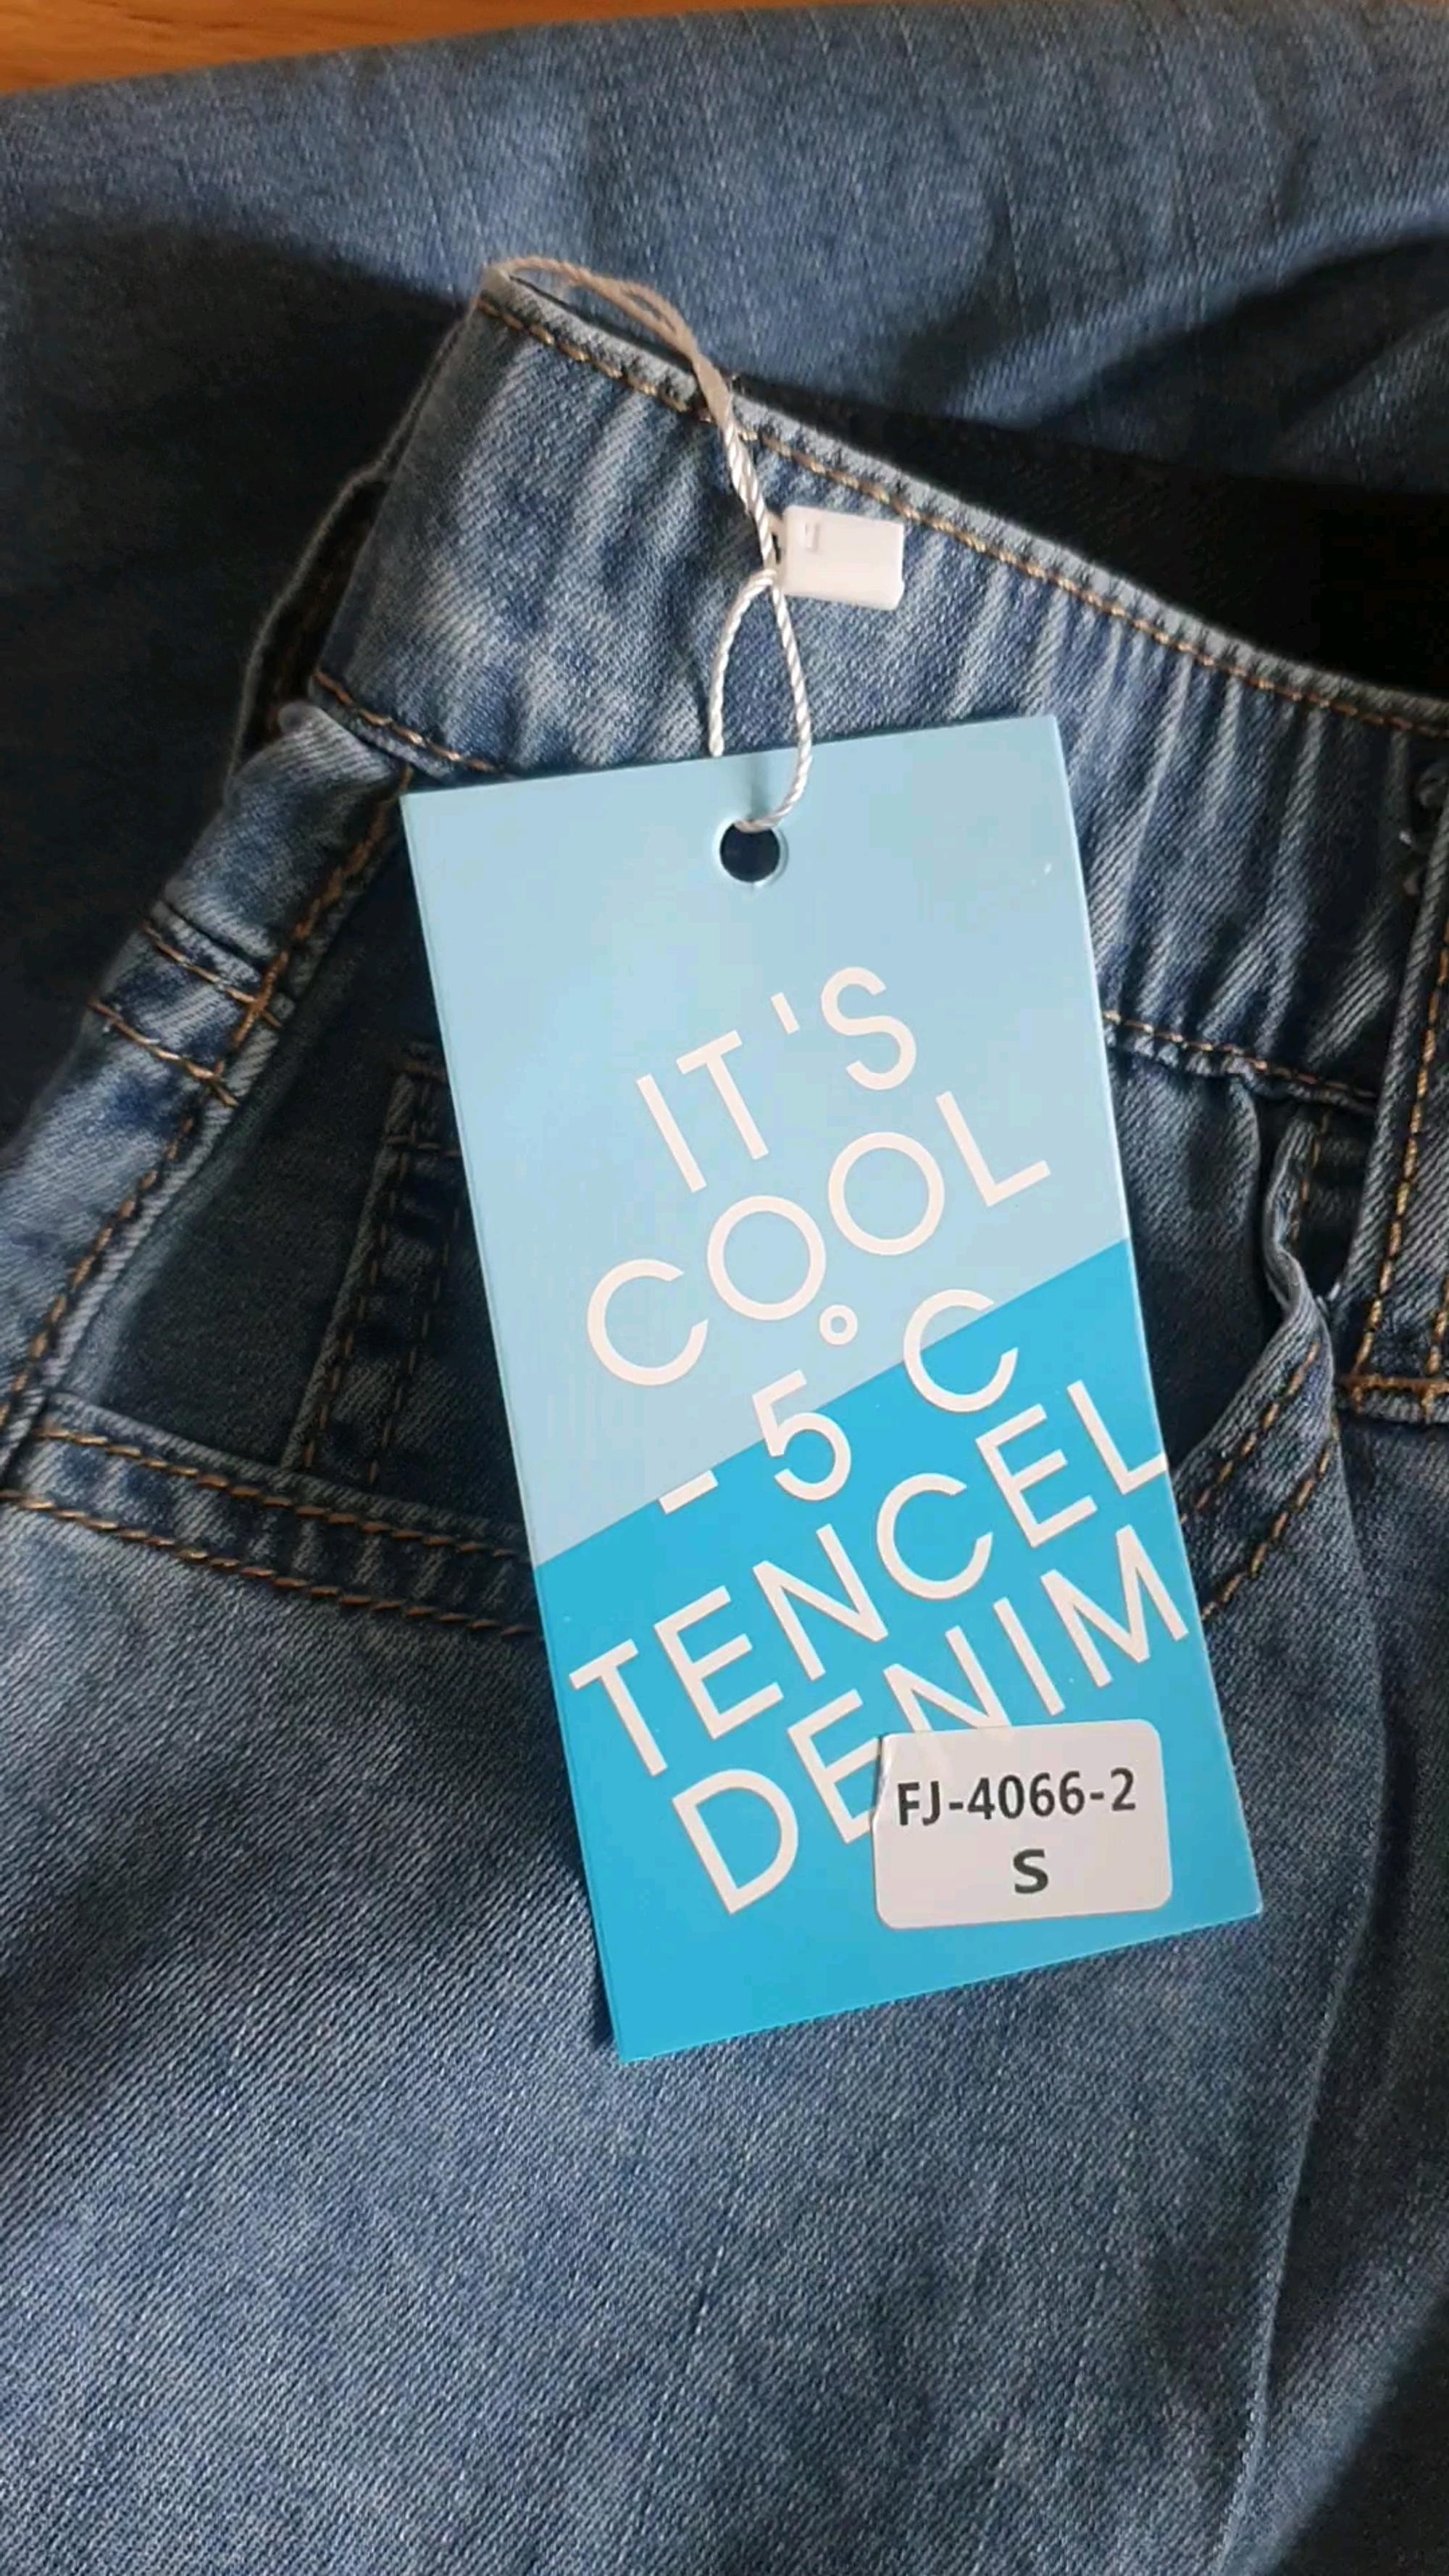 IT'S
COOL
-5°C
TENCEL
DENIM
FJ-4066-2
S